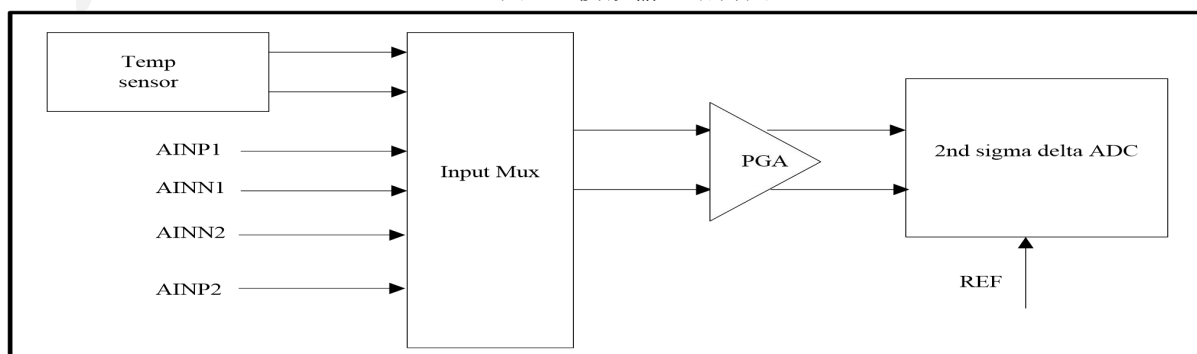 Temp
sensor
AINP1
AINN1
AINN2
AINP2
Input Mux
PGA
2nd sigma delta ADC
REF